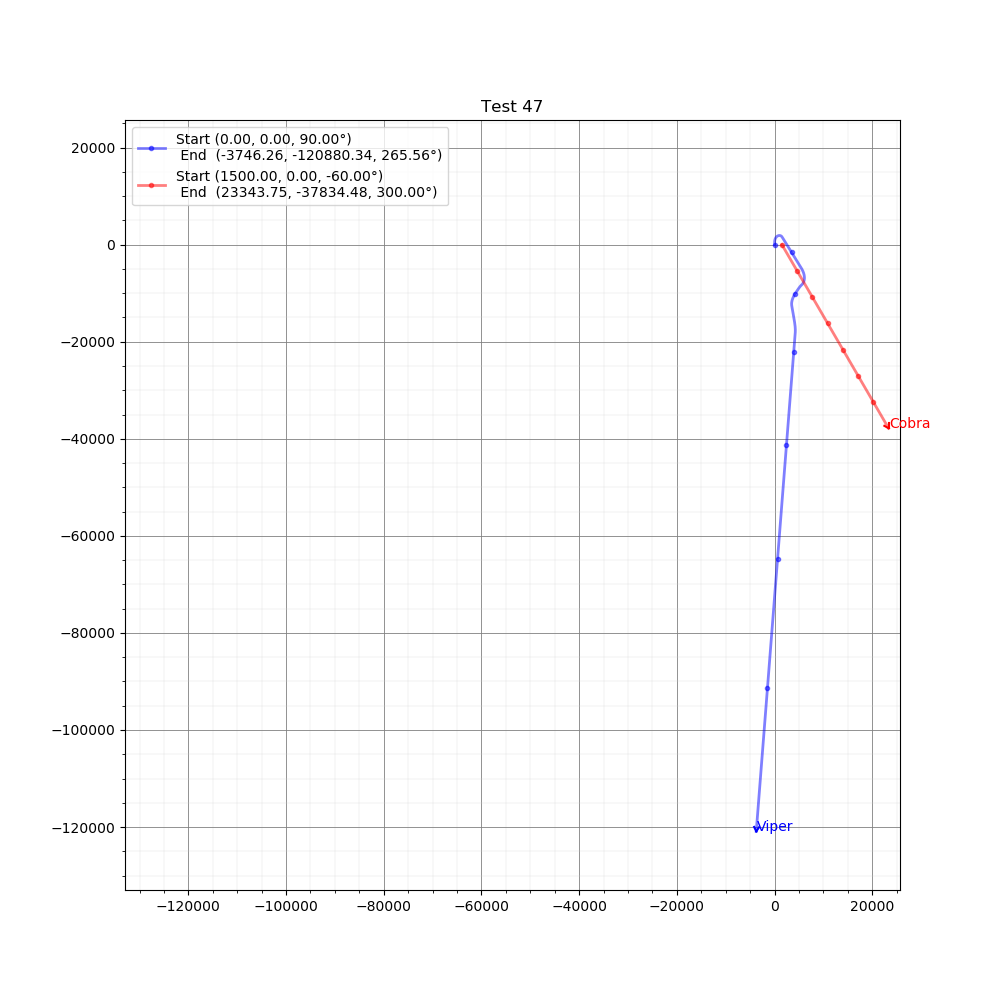 Test 47
Start (0.00, 0.00, 90.00°)
End (-3746.26, -120880.34, 265.56°)
Start (1500.00, 0.00, -60.00°)
End (23343.75, -37834.48, 300.00°)
20000
0
−20000
−40000
−60000
−80000
−100000
−120000
Cobra
Viper
−120000 −100000 −80000 −60000 −40000 −20000 0 20000